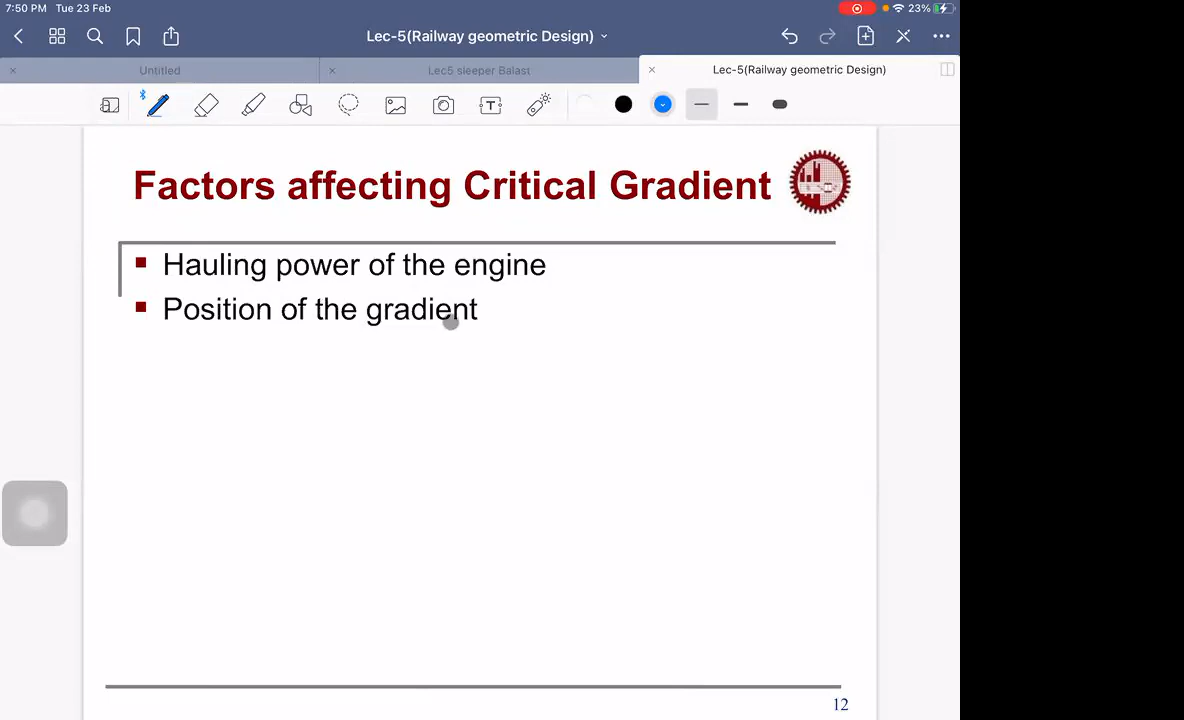 7:50 PM Tue 23 Feb
23%
Lec-5(Railway geometric Design)
Untitled
Lec5 sleeper Balast
Lec-5(Railway geometric Design)
Factors affecting Critical Gradient
Hauling power of the engine
Position of the gradient
12